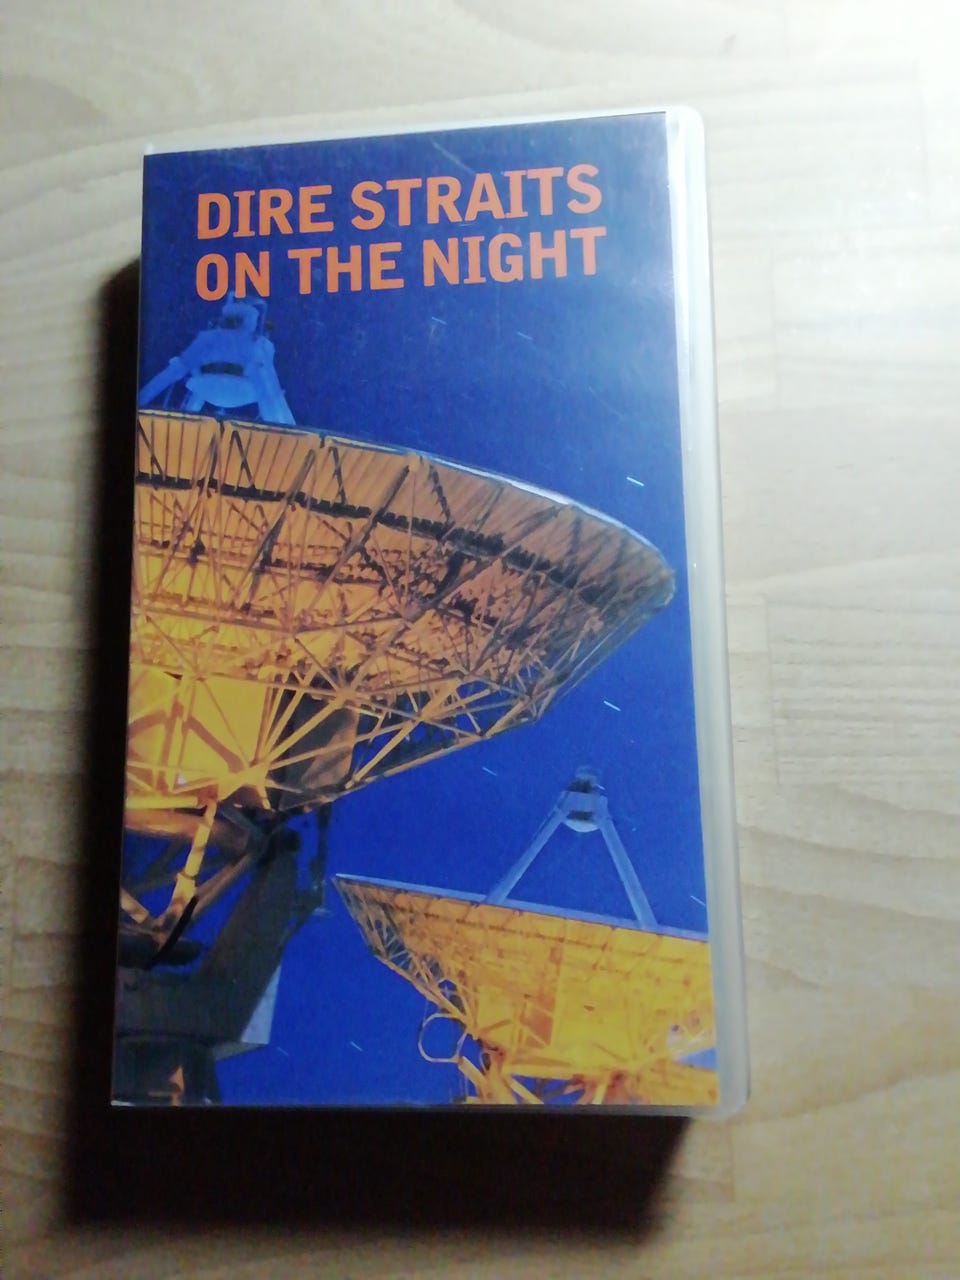 DIRE STRAITS
ON THE NIGHT